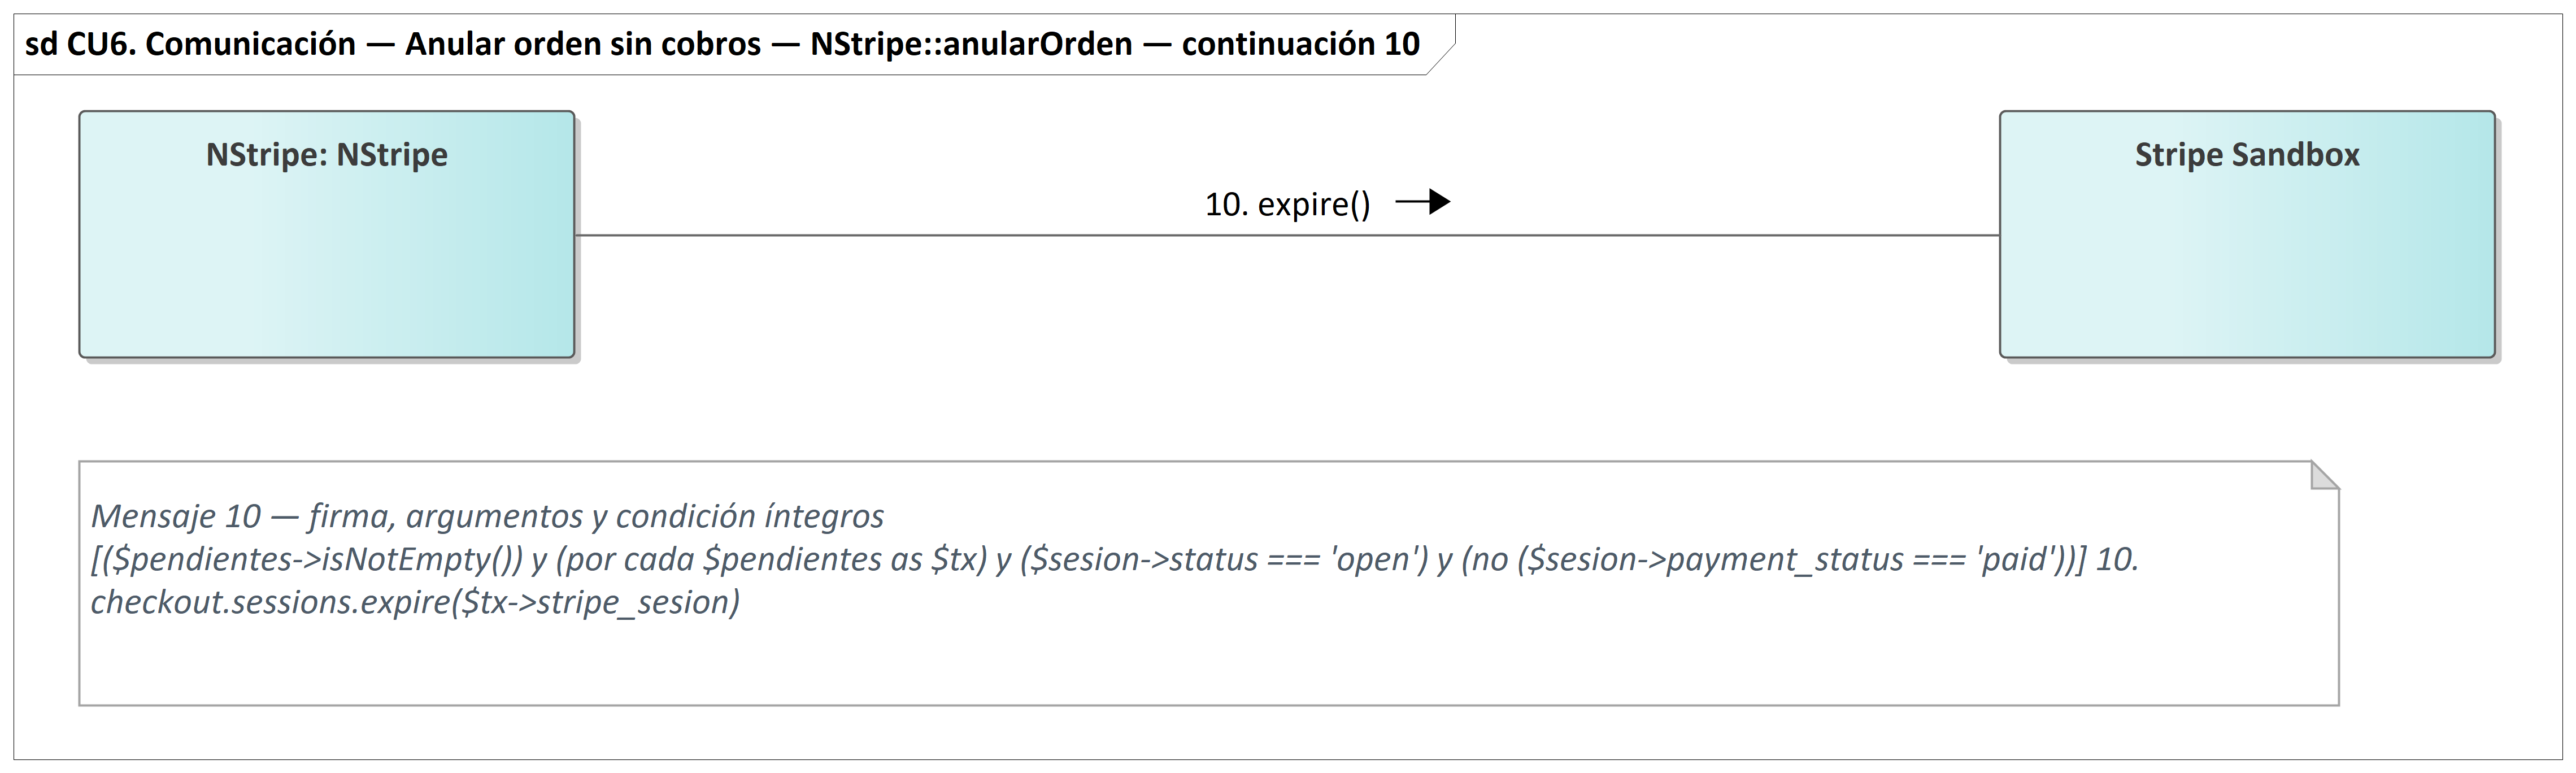 sd CU6. Comunicación — Anular orden sin cobros — NStripe::anularOrden — continuación 10
NStripe: NStripe
Stripe Sandbox
10. expire()
Mensaje 10 — firma, argumentos y condición íntegros
[($pendientes->isNotEmpty()) y (por cada $pendientes as $tx) y ($sesion->status === 'open') y (no ($sesion->payment_status === 'paid'))] 10.
checkout.sessions.expire($tx->stripe_sesion)